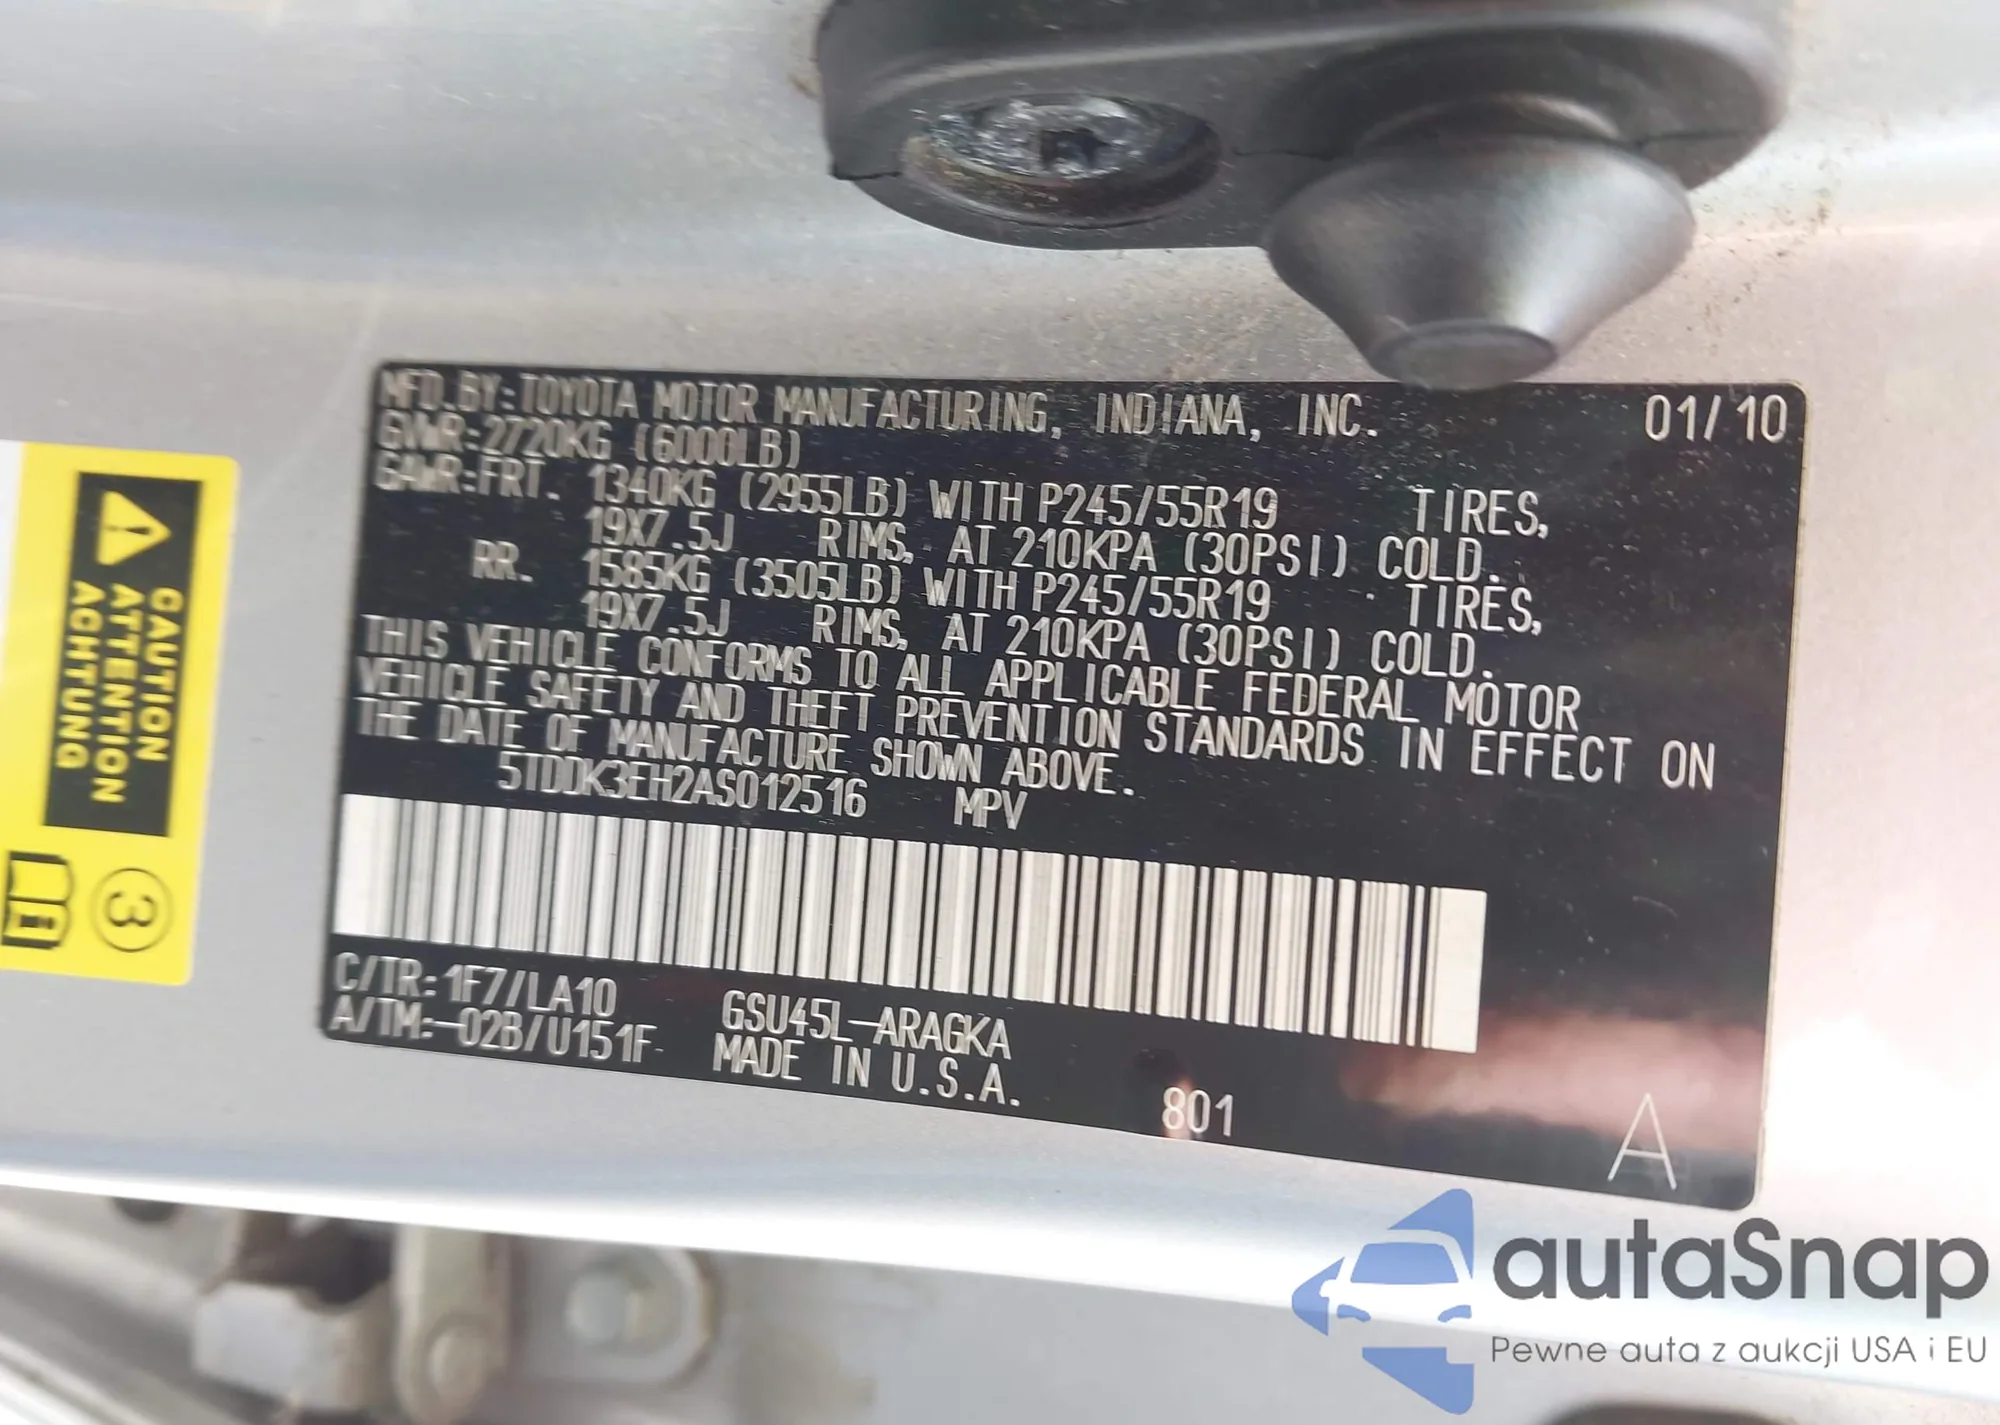 MFD. BY: TOYOTA MOTOR MANUFACTURING, INDIANA, INC. 01/10
GVWR: 2720KG (6000LB)
GAWR: FRT. 1340KG (2955LB) WITH P245/55R19 TIRES,
19X7.5J RIMS, AT 210KPA (30PSI) COLD.
RR. 1585KG (3505LB) WITH P245/55R19 TIRES,
19X7.5J RIMS, AT 210KPA (30PSI) COLD.
THIS VEHICLE CONFORMS TO ALL APPLICABLE FEDERAL MOTOR
VEHICLE SAFETY AND THEFT PREVENTION STANDARDS IN EFFECT ON
THE DATE OF MANUFACTURE SHOWN ABOVE.
5TDDK3EH2AS012516 MPV
C/TR: 1F7/LA10 GSU45L-ARAGKA
A/TM: -02B/U151F MADE IN U.S.A.
801
A
CAUTION
ATTENTION
ACHTUNG
3
autaSnap
Pewne auta z aukcji USA i EU